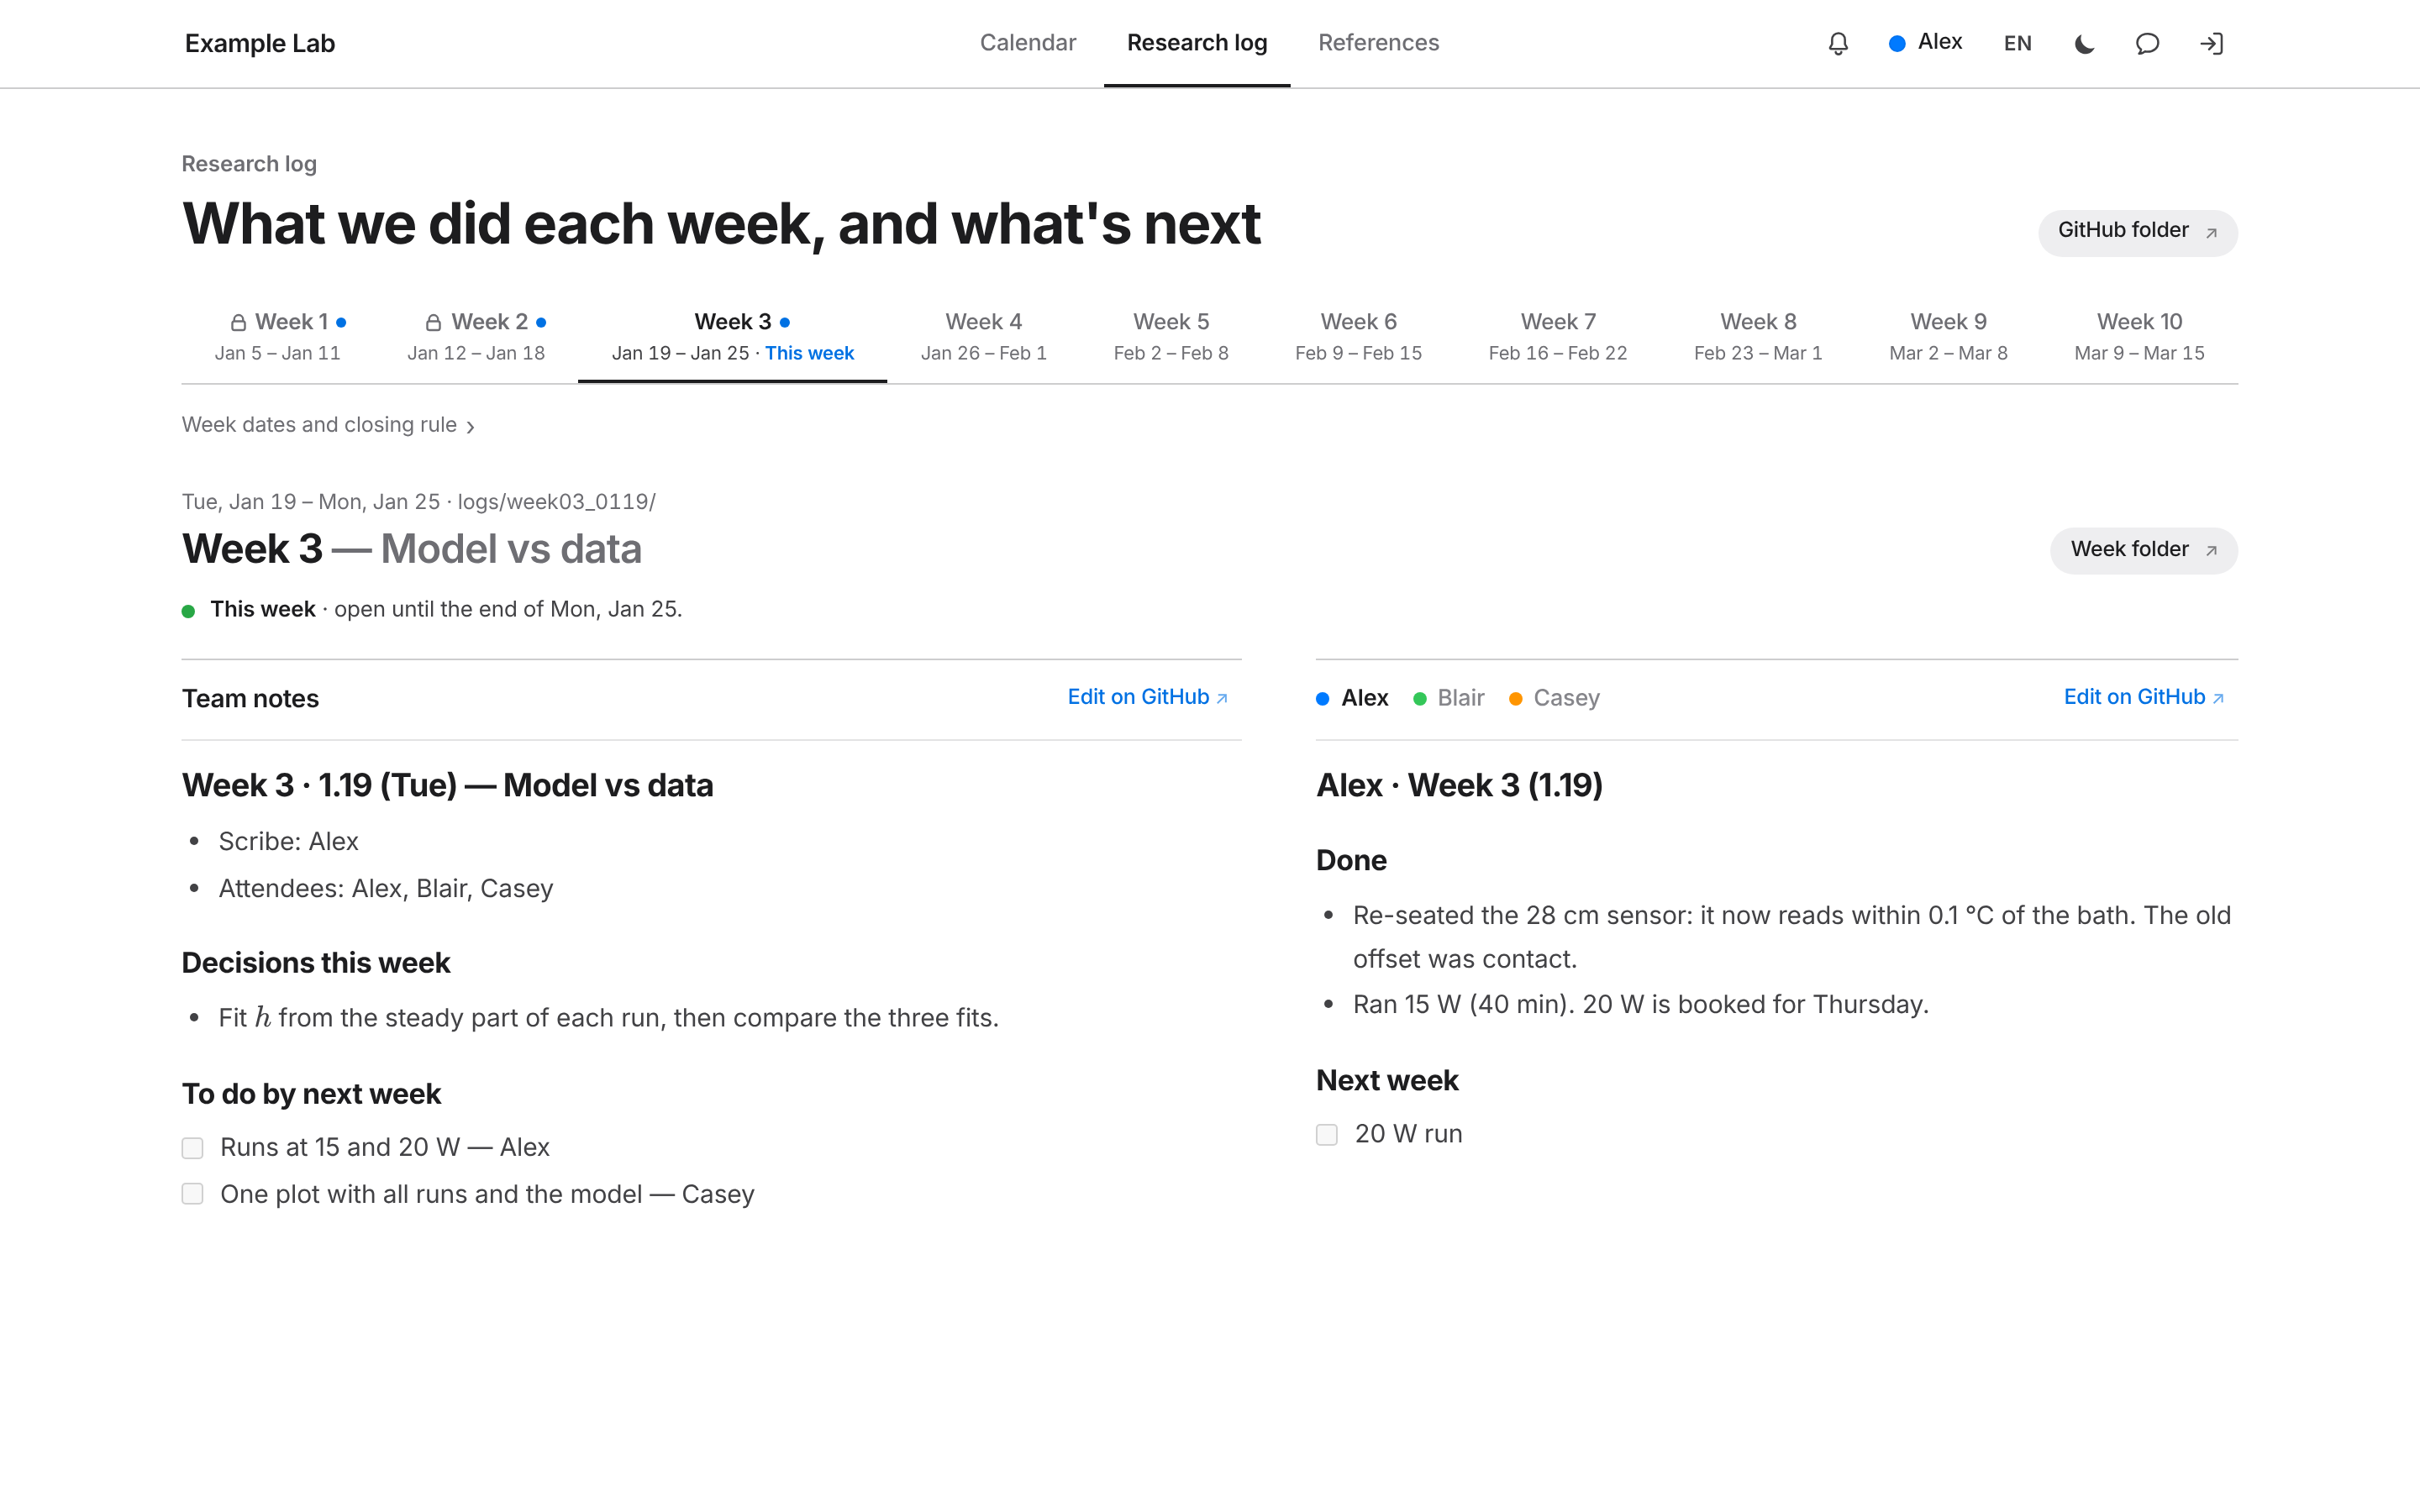 Example Lab
Calendar
Research log
References
Alex
EN
Research log
What we did each week, and what's next
GitHub folder
Week 1
Jan 5 – Jan 11
Week 2
Jan 12 – Jan 18
Week 3
Jan 19 – Jan 25 · This week
Week 4
Jan 26 – Feb 1
Week 5
Feb 2 – Feb 8
Week 6
Feb 9 – Feb 15
Week 7
Feb 16 – Feb 22
Week 8
Feb 23 – Mar 1
Week 9
Mar 2 – Mar 8
Week 10
Mar 9 – Mar 15
Week dates and closing rule ›
Tue, Jan 19 – Mon, Jan 25 · logs/week03_0119/
Week 3 — Model vs data
Week folder
This week · open until the end of Mon, Jan 25.
Team notes
Edit on GitHub
Week 3 · 1.19 (Tue) — Model vs data
• Scribe: Alex
• Attendees: Alex, Blair, Casey
Decisions this week
• Fit h from the steady part of each run, then compare the three fits.
To do by next week
Runs at 15 and 20 W — Alex
One plot with all runs and the model — Casey
Alex
Blair
Casey
Edit on GitHub
Alex · Week 3 (1.19)
Done
• Re-seated the 28 cm sensor: it now reads within 0.1 °C of the bath. The old
offset was contact.
• Ran 15 W (40 min). 20 W is booked for Thursday.
Next week
20 W run